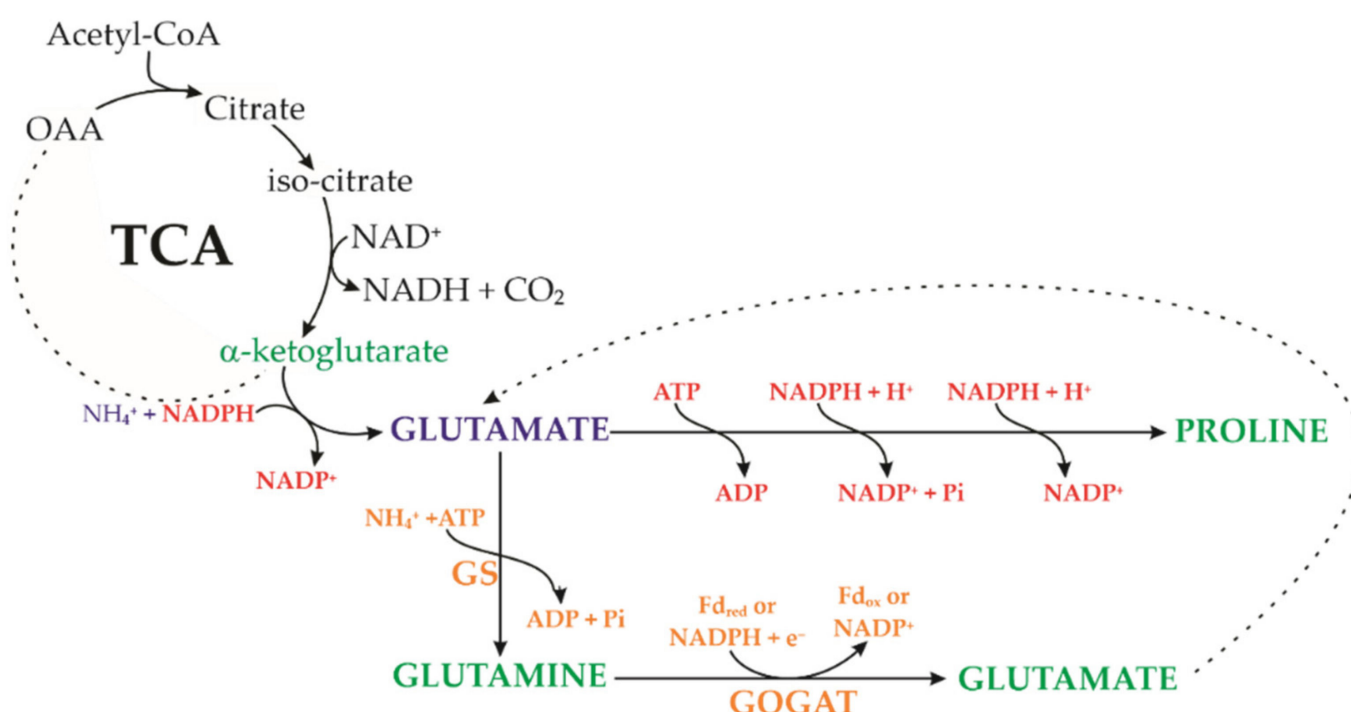 Acetyl-CoA
OAA
Citrate
iso-citrate
TCA
NAD⁺
NADH + CO₂
α-ketoglutarate
NH₄⁺ + NADPH
NADP⁺
GLUTAMATE
ATP
NADPH + H⁺
NADPH + H⁺
PROLINE
ADP
NADP⁺ + Pi
NADP⁺
NH₄⁺ +ATP
GS
ADP + Pi
Fd_red or
NADPH + e⁻
Fd_ox or
NADP⁺
GLUTAMINE
GOGAT
GLUTAMATE